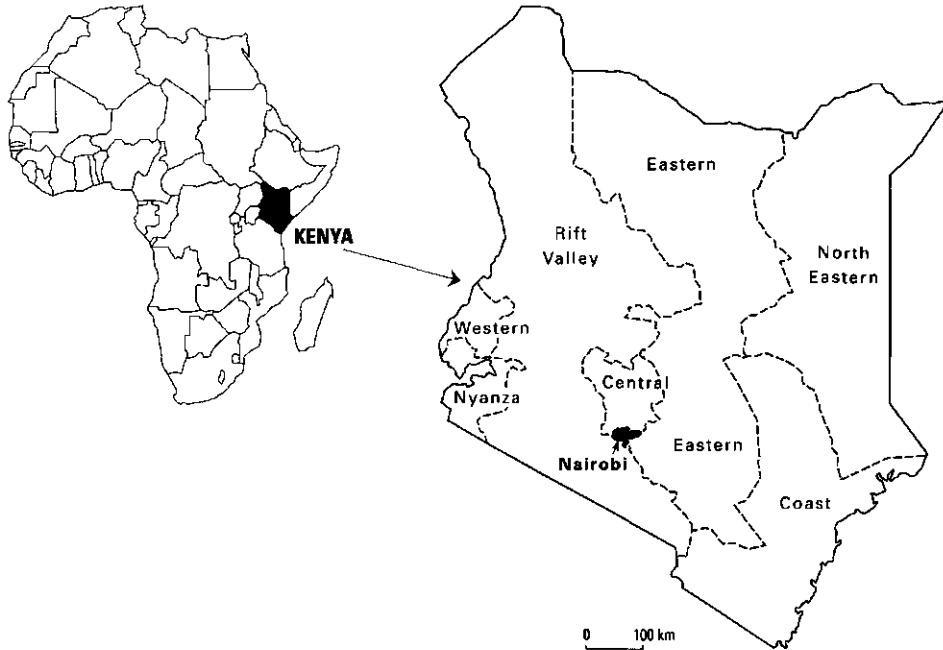 KENYA
Eastern
Rift
Valley
North
Eastern
Western
Central
Nyanza
Eastern
Nairobi
Coast
0 100 km